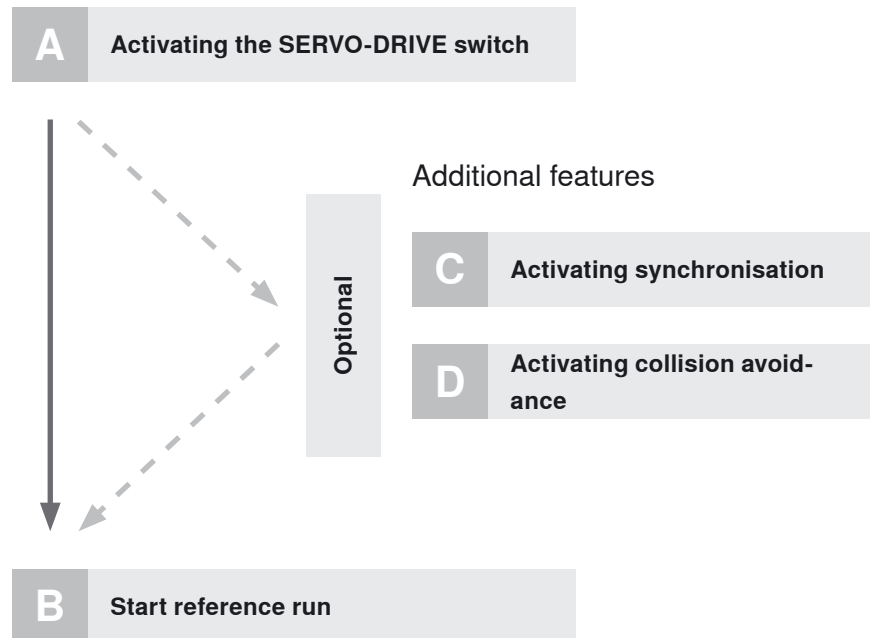 A Activating the SERVO-DRIVE switch
Additional features
Optional
C Activating synchronisation
D Activating collision avoid-
ance
B Start reference run